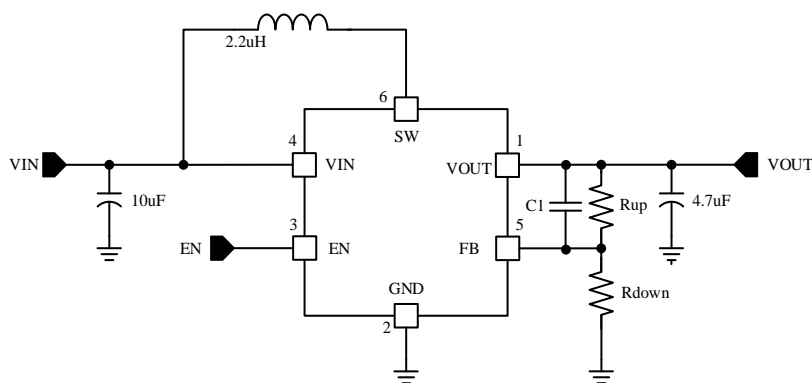 2.2uH
6
SW
4
1
VIN
VIN
VOUT
VOUT
10uF
C1
Rup
4.7uF
3
5
EN
EN
FB
GND
Rdown
2